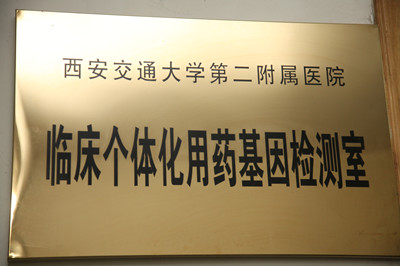 西安交通大学第二附属医院
临床个体化用药基因检测室